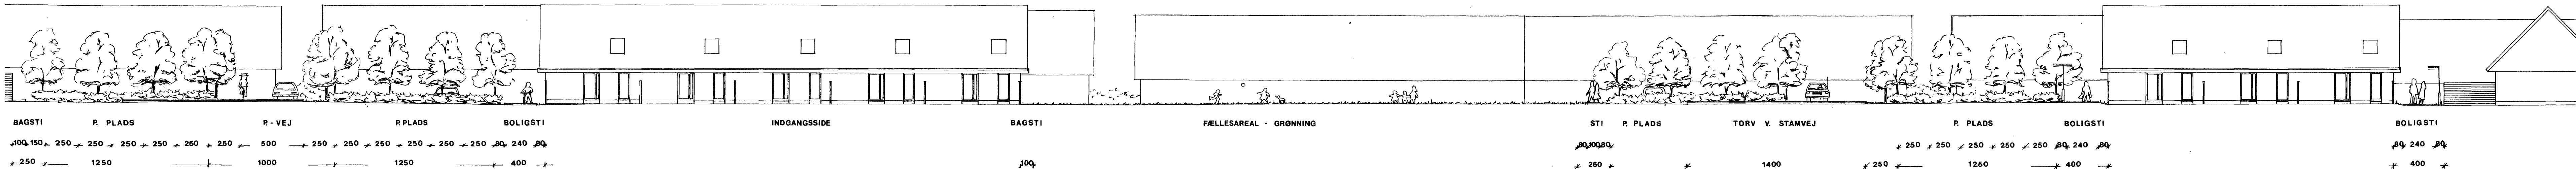 BAGSTI P. PLADS P. - VEJ P. PLADS BOLIGSTI INDGANGSSIDE BAGSTI FÆLLESAREAL - GRØNNING STI P. PLADS TORV V. STAMVEJ P. PLADS BOLIGSTI BOLIGSTI
100 150 250 250 250 250 250 250 500 250 250 250 250 250 250 80 240 80 80 100 80 250 250 250 250 250 80 240 80 80 240 80
250 1250 1000 1250 400 100 260 1400 250 1250 400 400